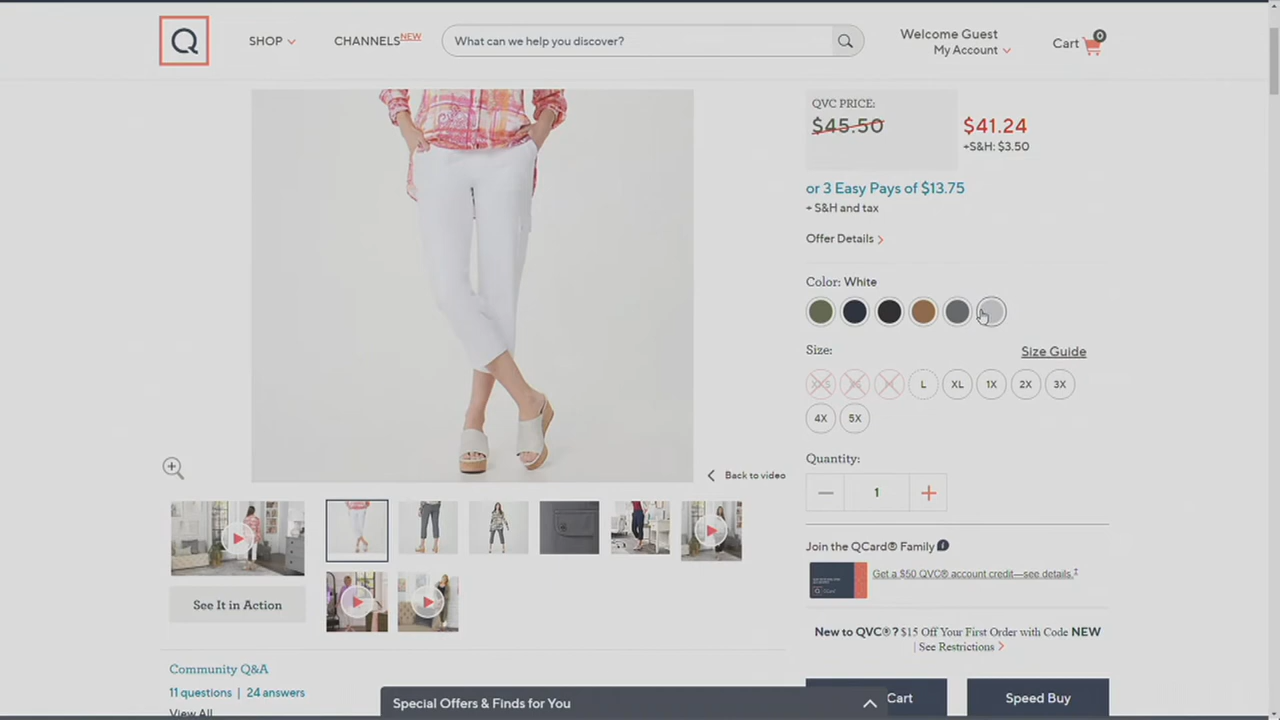 Q
SHOP
CHANNELS NEW
What can we help you discover?
Welcome Guest
My Account
Cart
0
QVC PRICE:
$45.50
$41.24
+S&H: $3.50
or 3 Easy Pays of $13.75
+ S&H and tax
Offer Details
Color: White
Size:
Size Guide
L
XL
1X
2X
3X
4X
5X
Quantity:
1
Back to video
See It in Action
Join the QCard® Family
Get a $50 QVC® account credit—see details.‡
New to QVC®? $15 Off Your First Order with Code NEW
| See Restrictions
Cart
Speed Buy
Community Q&A
11 questions | 24 answers
View All
Special Offers & Finds for You